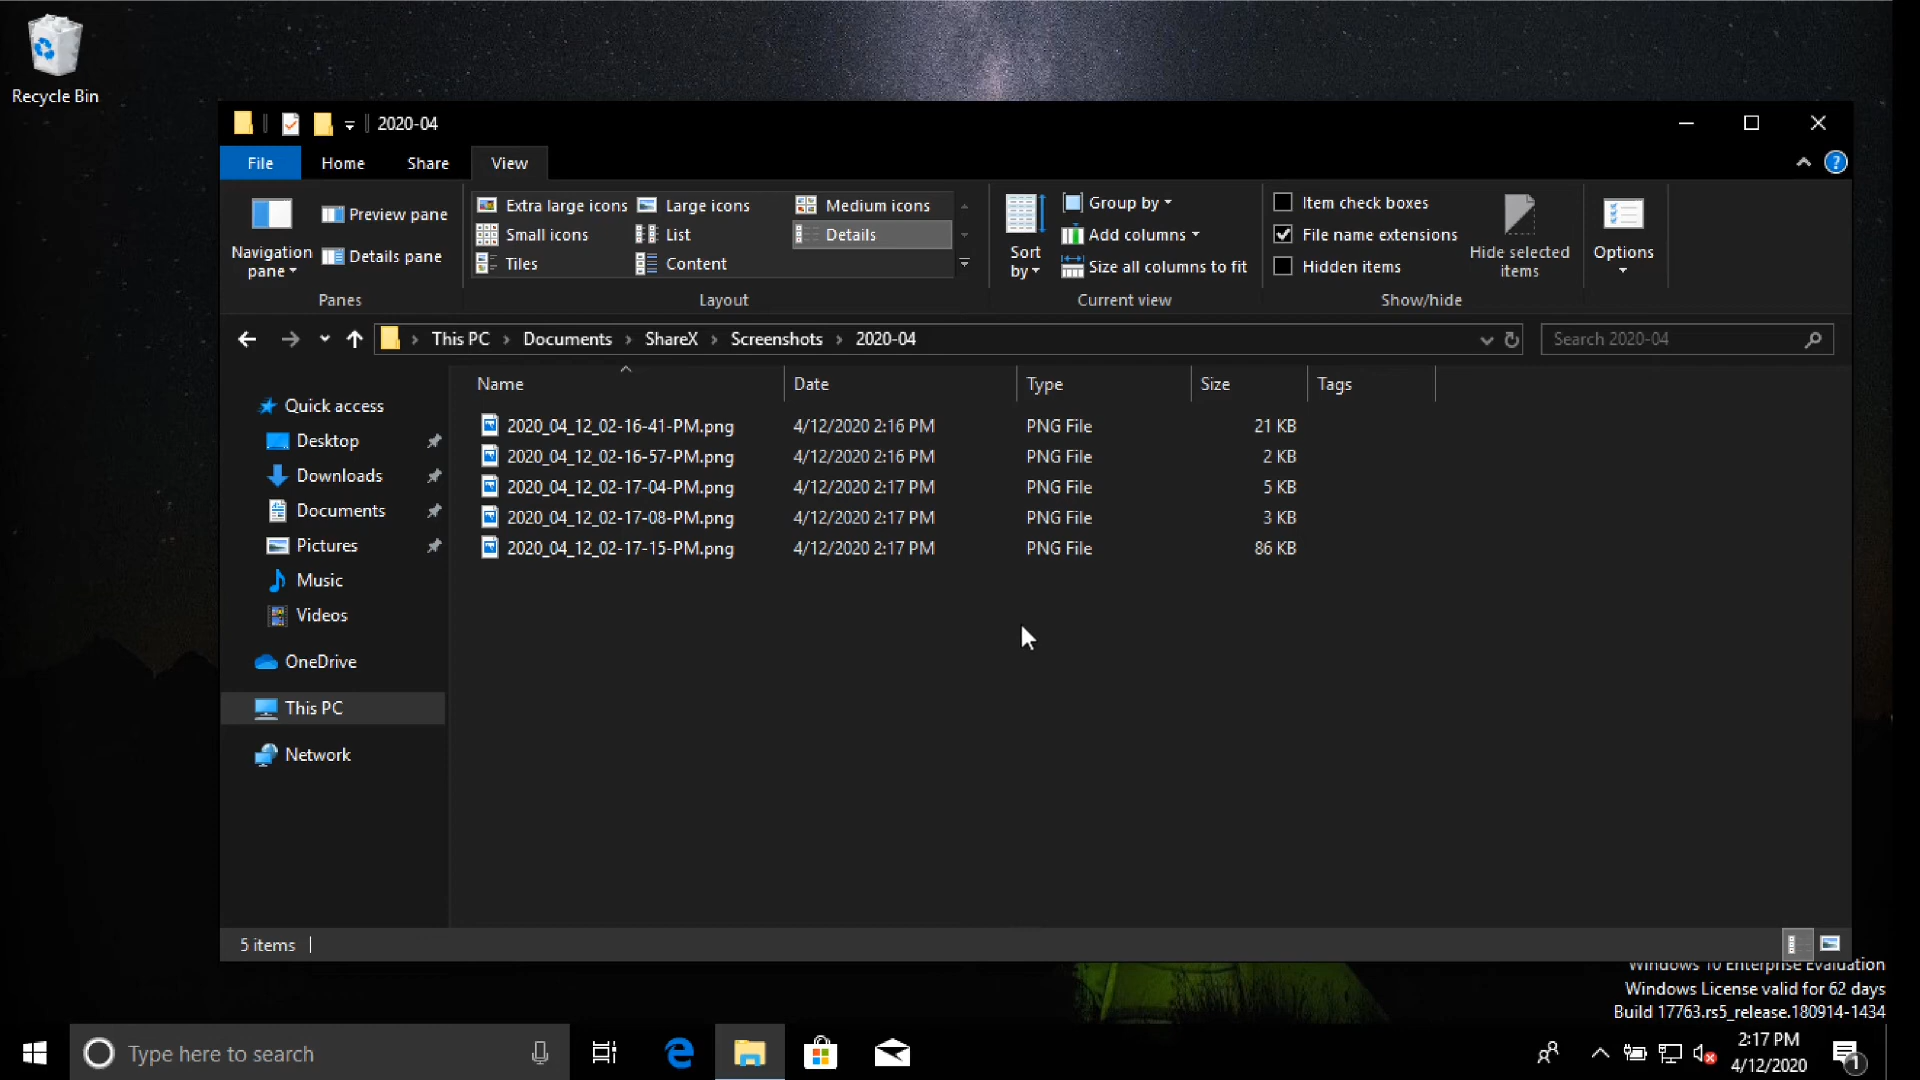 Recycle Bin
2020-04
File Home Share View
Navigation pane
Preview pane
Details pane
Panes
Extra large icons Large icons Medium icons
Small icons List Details
Tiles Content
Layout
Sort by
Group by
Add columns
Size all columns to fit
Current view
Item check boxes
File name extensions
Hidden items
Hide selected items
Show/hide
Options
This PC Documents ShareX Screenshots 2020-04
Search 2020-04
Quick access
Desktop
Downloads
Documents
Pictures
Music
Videos
OneDrive
This PC
Network
Name Date Type Size Tags
2020_04_12_02-16-41-PM.png 4/12/2020 2:16 PM PNG File 21 KB
2020_04_12_02-16-57-PM.png 4/12/2020 2:16 PM PNG File 2 KB
2020_04_12_02-17-04-PM.png 4/12/2020 2:17 PM PNG File 5 KB
2020_04_12_02-17-08-PM.png 4/12/2020 2:17 PM PNG File 3 KB
2020_04_12_02-17-15-PM.png 4/12/2020 2:17 PM PNG File 86 KB
5 items
Windows 10 Enterprise Evaluation
Windows License valid for 62 days
Build 17763.rs5_release.180914-1434
Type here to search
2:17 PM
4/12/2020
1